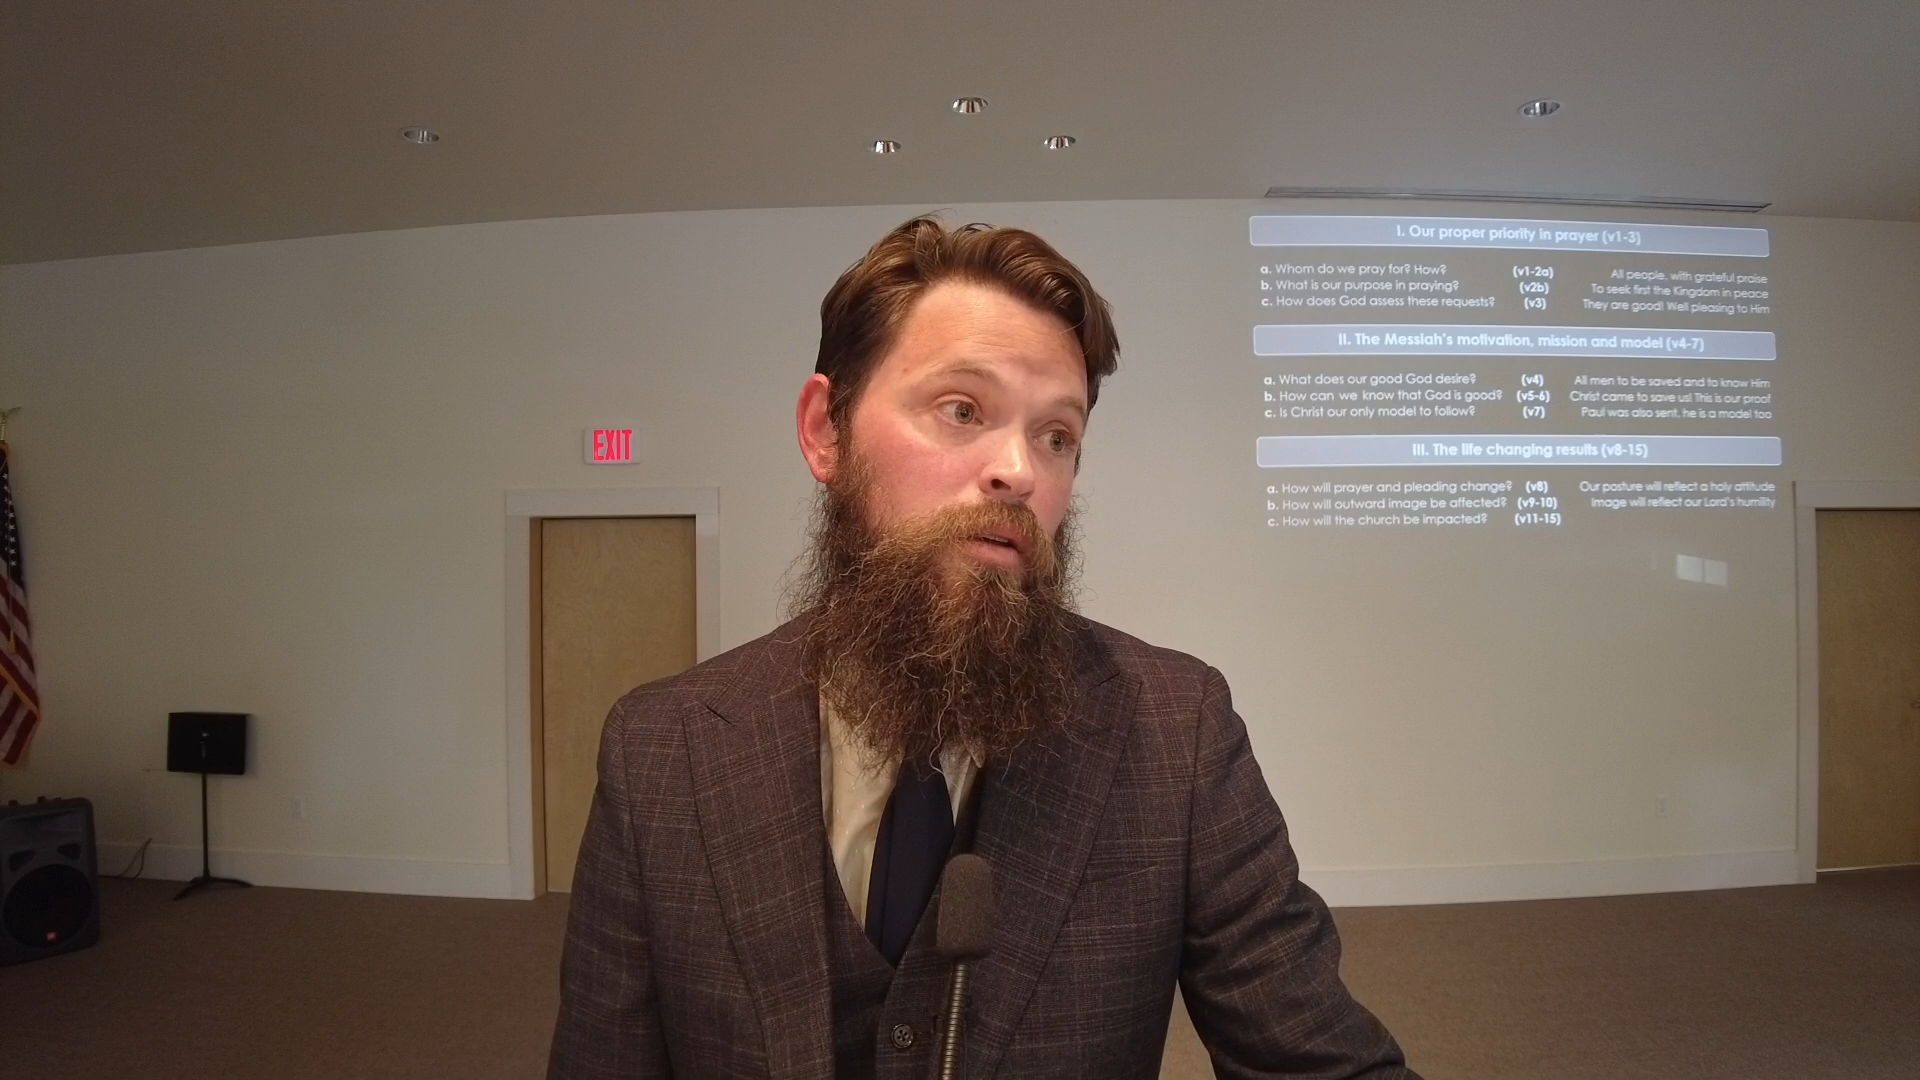 EXIT
I. Our proper priority in prayer (v1-3)
a. Whom do we pray for? How? (v1-2a) All people, with grateful praise
b. What is our purpose in praying? (v2b) To seek first the Kingdom in peace
c. How does God assess these requests? (v3) They are good! Well pleasing to Him
II. The Messiah's motivation, mission and model (v4-7)
a. What does our good God desire? (v4) All men to be saved and to know Him
b. How can we know that God is good? (v5-6) Christ came to save us! This is our proof
c. Is Christ our only model to follow? (v7) Paul was also sent, he is a model too
III. The life changing results (v8-15)
a. How will prayer and pleading change? (v8) Our posture will reflect a holy attitude
b. How will outward image be affected? (v9-10) Image will reflect our Lord's humility
c. How will the church be impacted? (v11-15)